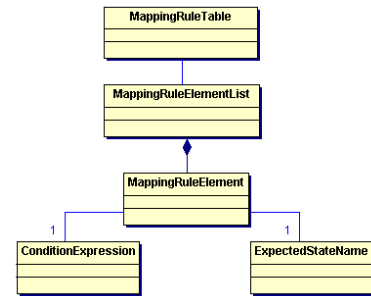 MappingRuleTable
MappingRuleElementList
MappingRuleElement
1
1
ConditionExpression
ExpectedStateName